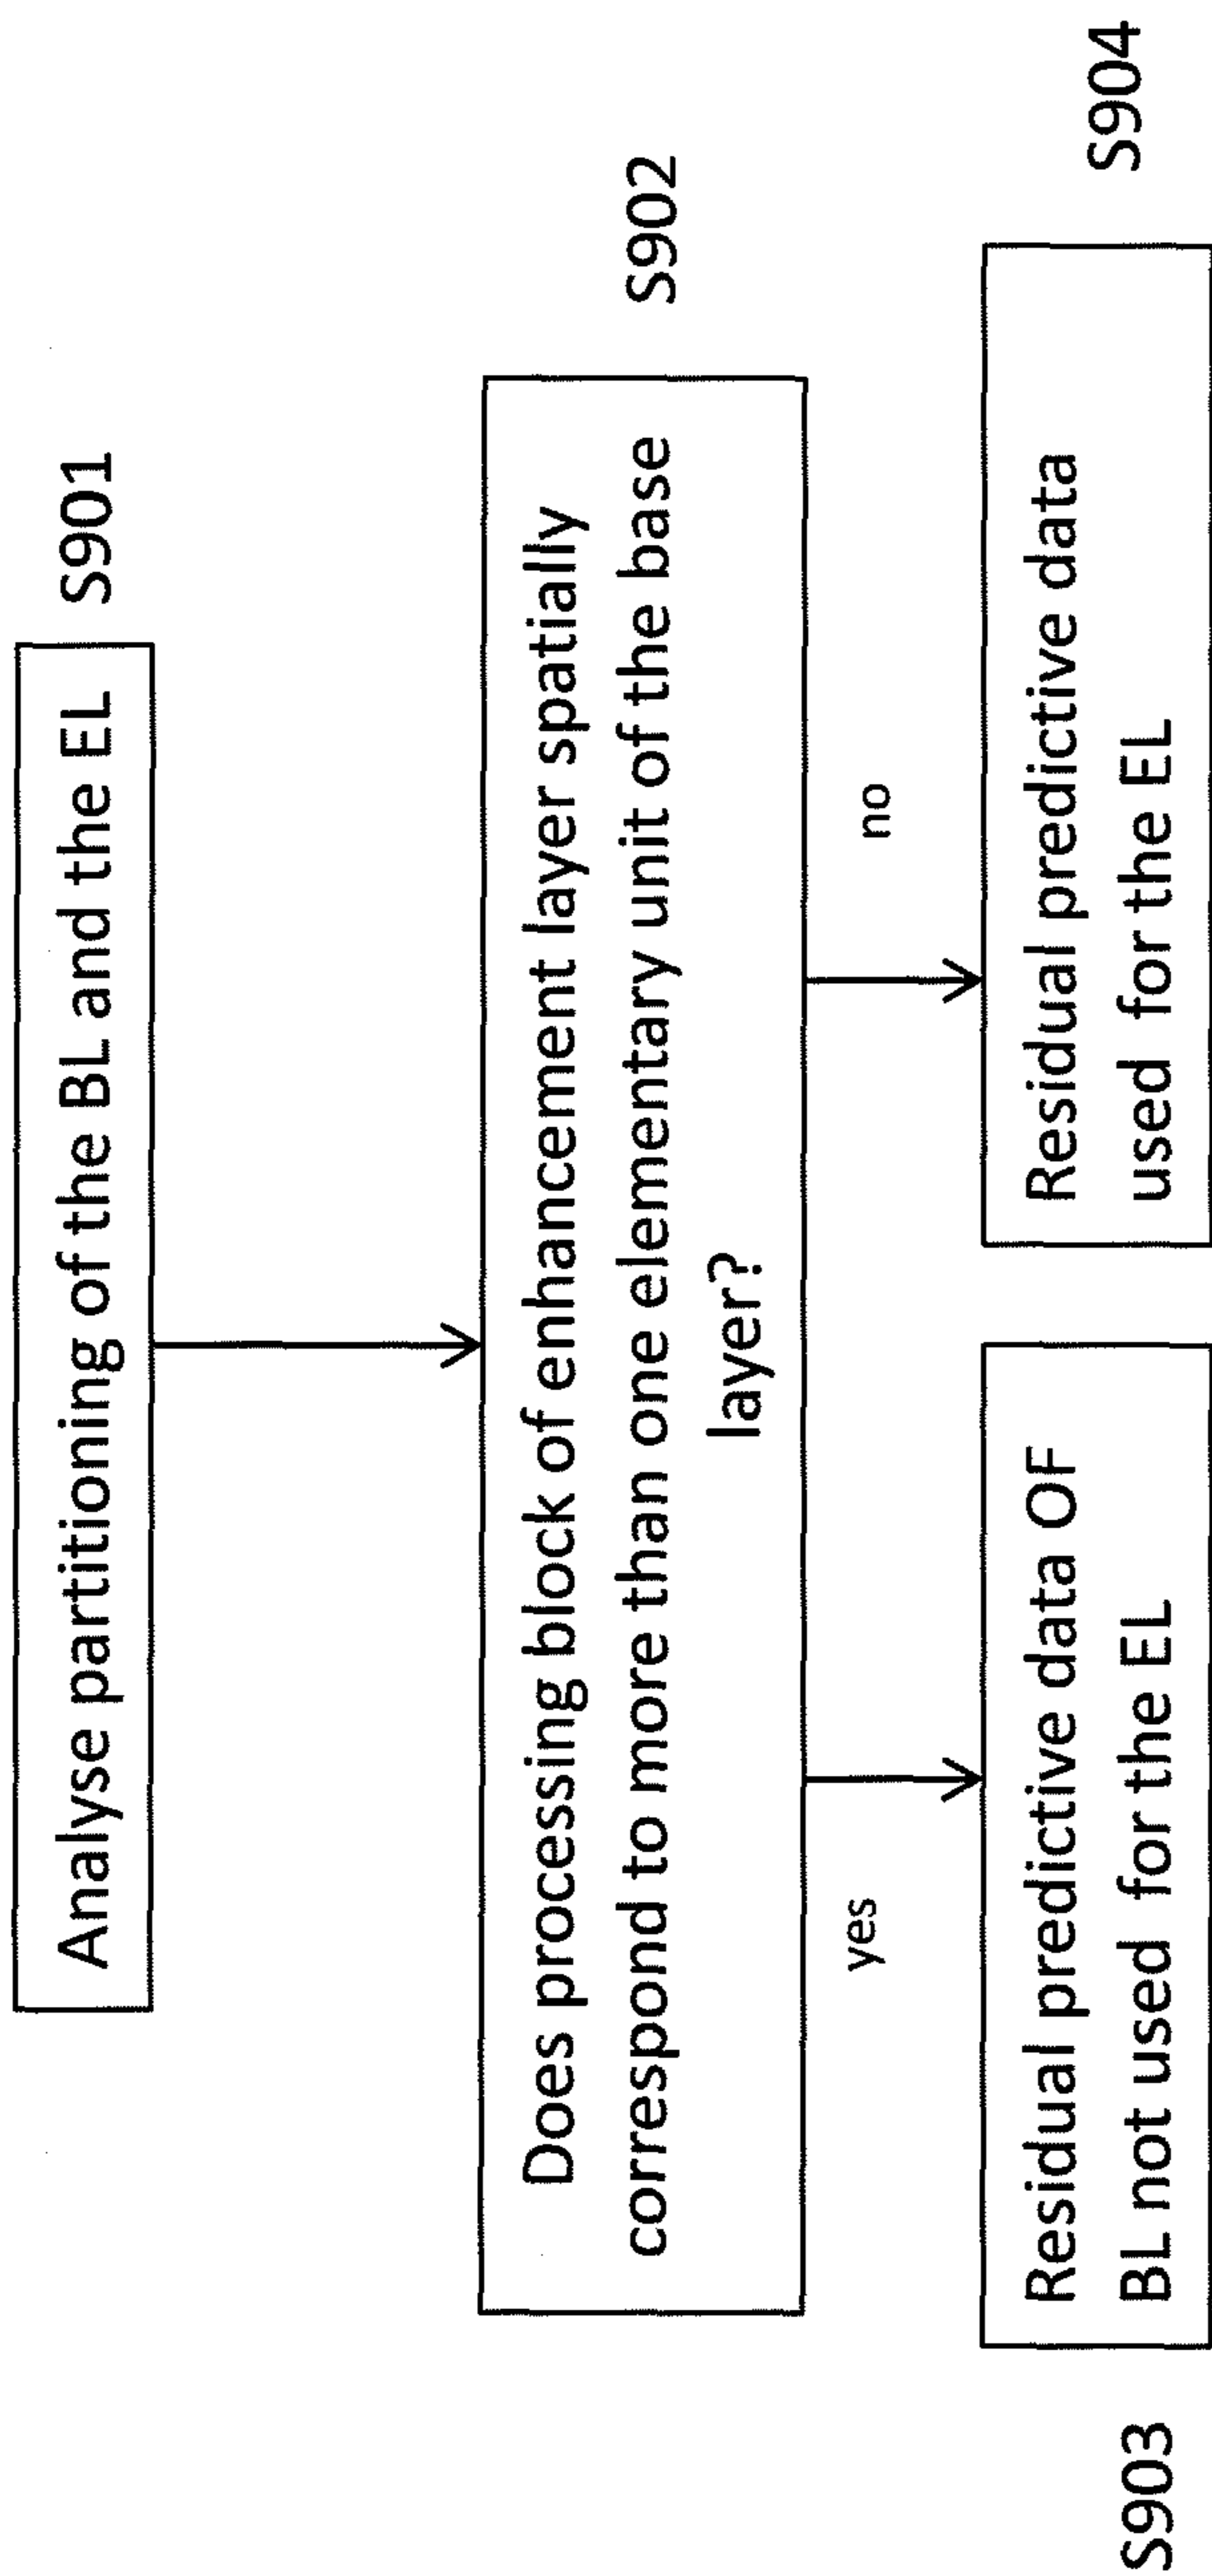 Analyse partitioning of the BL and the EL
S901
Does processing block of enhancement layer spatially
correspond to more than one elementary unit of the base
layer?
S902
yes
no
S903
Residual predictive data OF
BL not used for the EL
Residual predictive data
used for the EL
S904